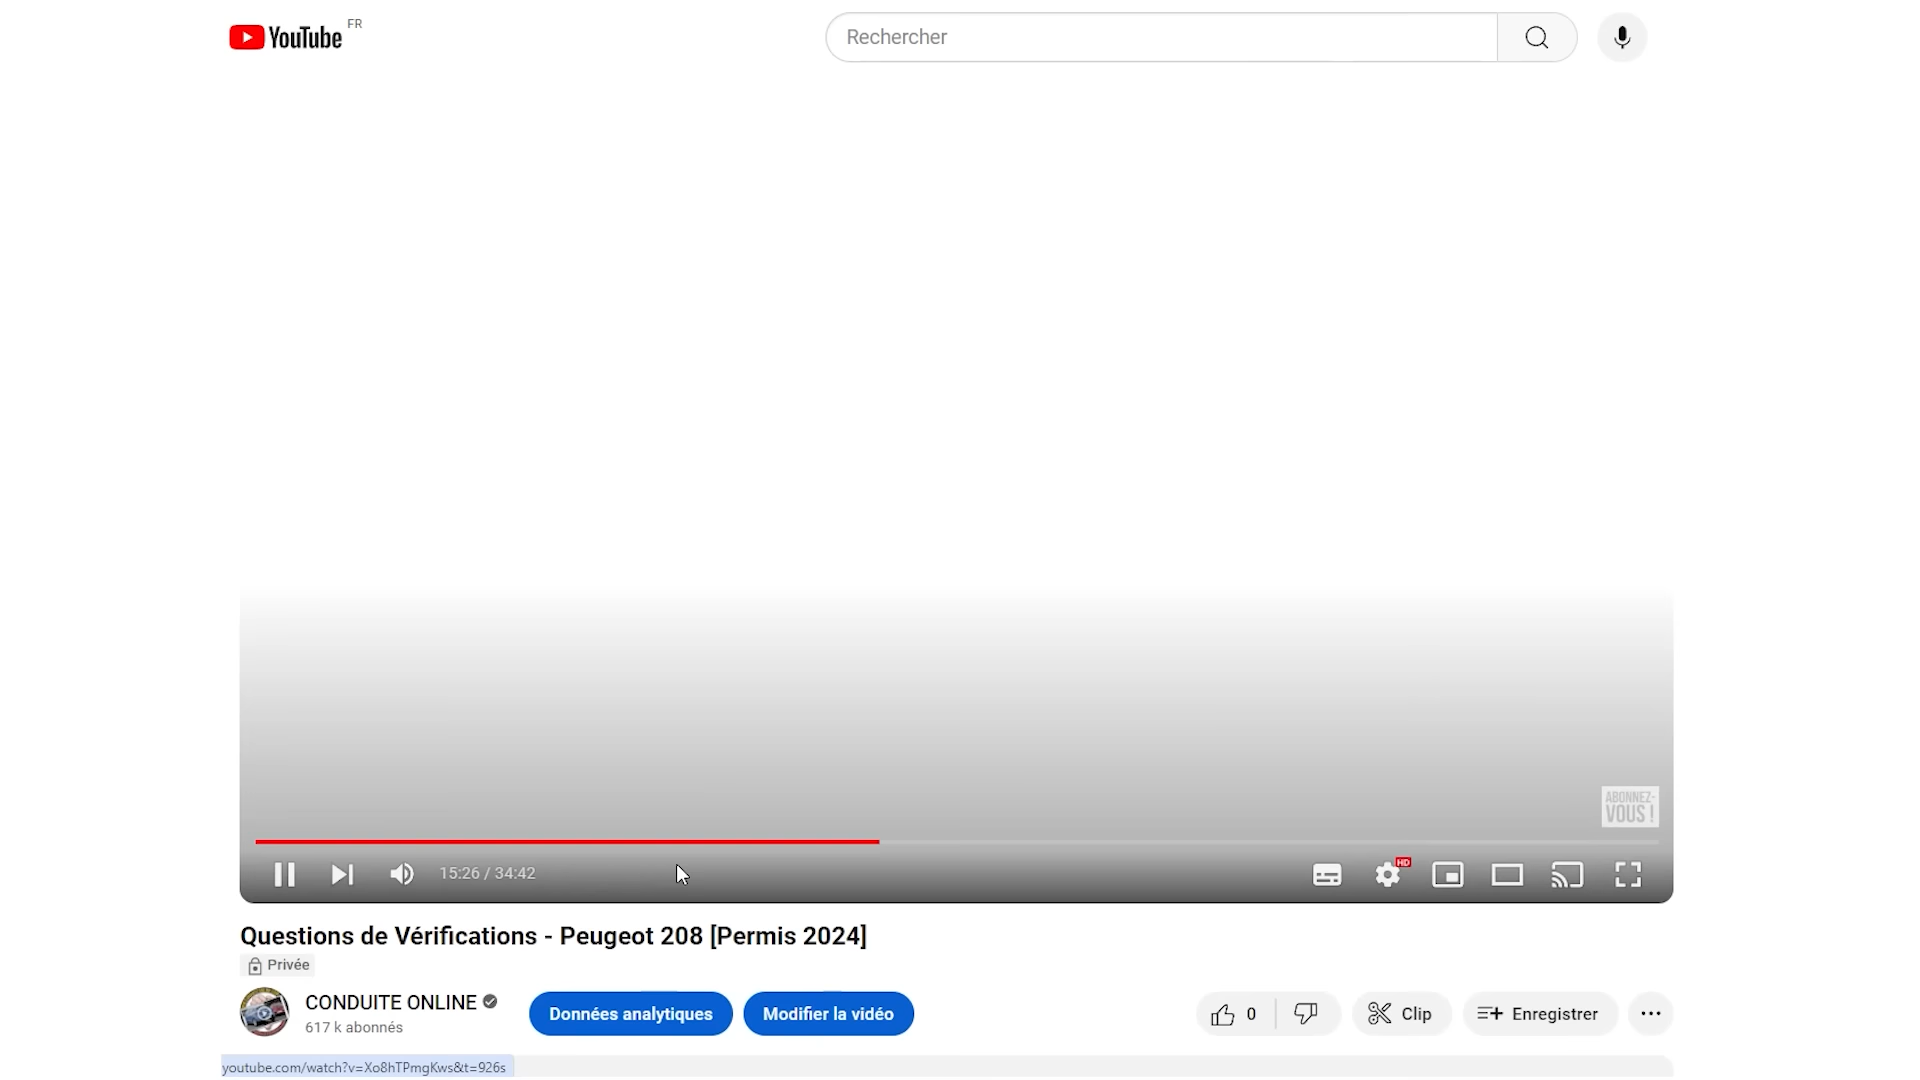 YouTube FR
Rechercher
ABONNEZ-
VOUS !
15:26 / 34:42
HD
Questions de Vérifications - Peugeot 208 [Permis 2024]
Privée
CONDUITE ONLINE
617 k abonnés
Données analytiques
Modifier la vidéo
0
Clip
Enregistrer
youtube.com/watch?v=Xo8hTPmgKws&t=926s